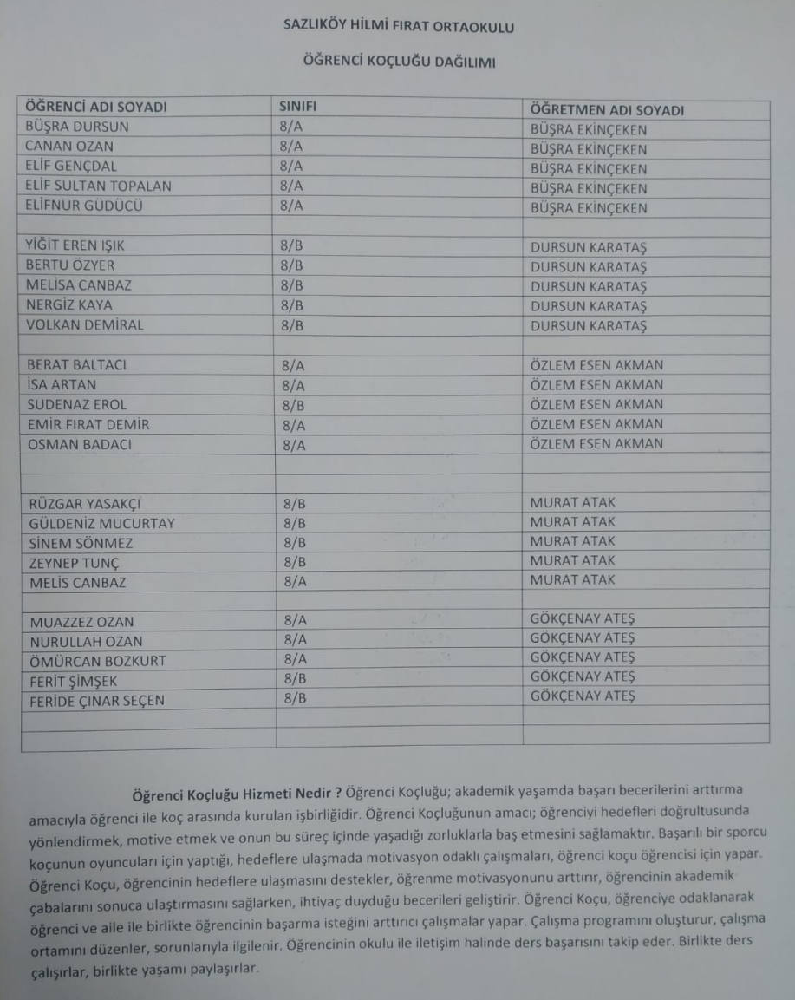 SAZLIKÖY HİLMİ FIRAT ORTAOKULU
ÖĞRENCİ KOÇLUĞU DAĞILIMI
ÖĞRENCİ ADI SOYADI SINIFI ÖĞRETMEN ADI SOYADI
BÜŞRA DURSUN 8/A BÜŞRA EKİNÇEKEN
CANAN OZAN 8/A BÜŞRA EKİNÇEKEN
ELİF GENÇDAL 8/A BÜŞRA EKİNÇEKEN
ELİF SULTAN TOPALAN 8/A BÜŞRA EKİNÇEKEN
ELİFNUR GÜDÜCÜ 8/A BÜŞRA EKİNÇEKEN
YİĞİT EREN IŞIK 8/B DURSUN KARATAŞ
BERTU ÖZYER 8/B DURSUN KARATAŞ
MELİSA CANBAZ 8/B DURSUN KARATAŞ
NERGİZ KAYA 8/B DURSUN KARATAŞ
VOLKAN DEMİRAL 8/B DURSUN KARATAŞ
BERAT BALTACI 8/A ÖZLEM ESEN AKMAN
İSA ARTAN 8/A ÖZLEM ESEN AKMAN
SUDENAZ EROL 8/B ÖZLEM ESEN AKMAN
EMİR FIRAT DEMİR 8/A ÖZLEM ESEN AKMAN
OSMAN BADACI 8/A ÖZLEM ESEN AKMAN
RÜZGAR YASAKÇİ 8/B MURAT ATAK
GÜLDENİZ MUCURTAY 8/B MURAT ATAK
SİNEM SÖNMEZ 8/B MURAT ATAK
ZEYNEP TUNÇ 8/B MURAT ATAK
MELİS CANBAZ 8/A MURAT ATAK
MUAZZEZ OZAN 8/A GÖKÇENAY ATEŞ
NURULLAH OZAN 8/A GÖKÇENAY ATEŞ
ÖMÜRCAN BOZKURT 8/A GÖKÇENAY ATEŞ
FERİT ŞİMŞEK 8/B GÖKÇENAY ATEŞ
FERİDE ÇINAR SEÇEN 8/B GÖKÇENAY ATEŞ
Öğrenci Koçluğu Hizmeti Nedir ? Öğrenci Koçluğu; akademik yaşamda başarı becerilerini arttırma
amacıyla öğrenci ile koç arasında kurulan işbirliğidir. Öğrenci Koçluğunun amacı; öğrenciyi hedefleri doğrultusunda
yönlendirmek, motive etmek ve onun bu süreç içinde yaşadığı zorluklarla baş etmesini sağlamaktır. Başarılı bir sporcu
koçunun oyuncuları için yaptığı, hedeflere ulaşmada motivasyon odaklı çalışmaları, öğrenci koçu öğrencisi için yapar.
Öğrenci Koçu, öğrencinin hedeflere ulaşmasını destekler, öğrenme motivasyonunu arttırır, öğrencinin akademik
çabalarını sonuca ulaştırmasını sağlarken, ihtiyaç duyduğu becerileri geliştirir. Öğrenci Koçu, öğrenciye odaklanarak
öğrenci ve aile ile birlikte öğrencinin başarma isteğini arttırıcı çalışmalar yapar. Çalışma programını oluşturur, çalışma
ortamını düzenler, sorunlarıyla ilgilenir. Öğrencinin okulu ile iletişim halinde ders başarısını takip eder. Birlikte ders
çalışırlar, birlikte yaşamı paylaşırlar.